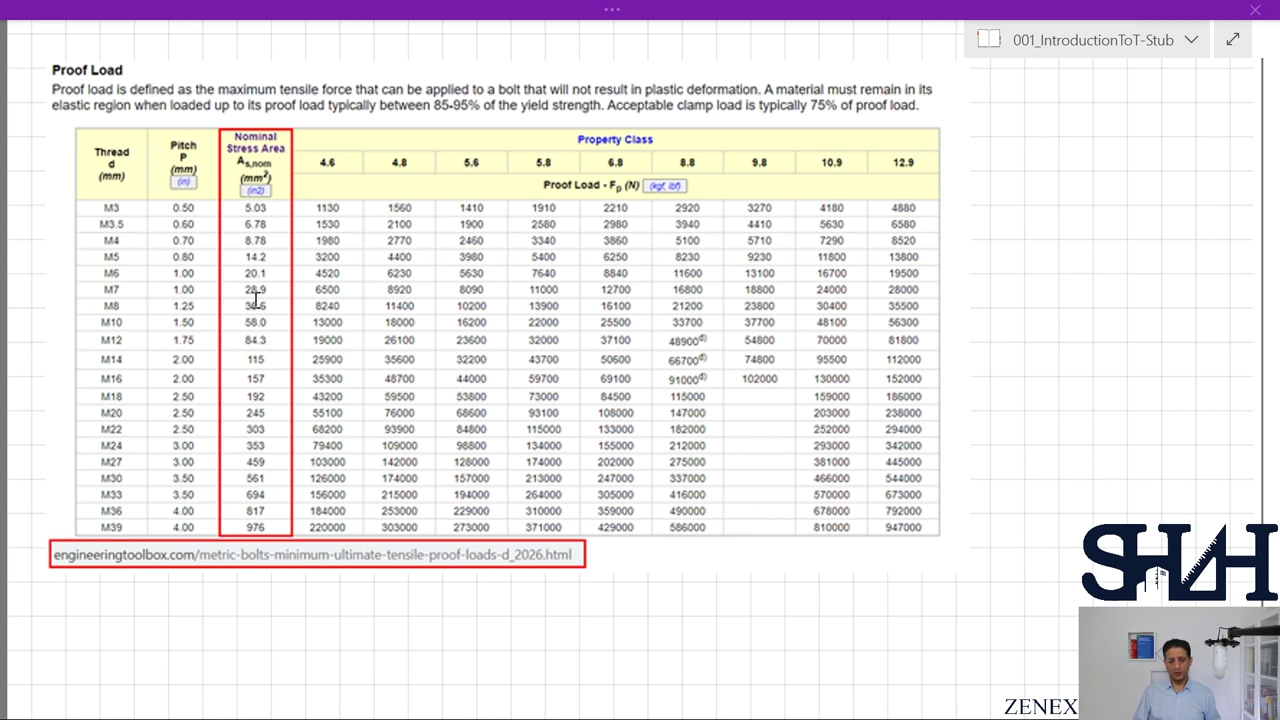 001_IntroductionToT-Stub
Proof Load
Proof load is defined as the maximum tensile force that can be applied to a bolt that will not result in plastic deformation. A material must remain in its
elastic region when loaded up to its proof load typically between 85-95% of the yield strength. Acceptable clamp load is typically 75% of proof load.
Thread d (mm) Pitch P (mm) (in) Nominal Stress Area As,nom (mm2) (in2) Property Class
4.6 4.8 5.6 5.8 6.8 8.8 9.8 10.9 12.9
Proof Load - Fp (N) (kgf, lbf)
M3 0.50 5.03 1130 1560 1410 1910 2210 2920 3270 4180 4880
M3.5 0.60 6.78 1530 2100 1900 2580 2980 3940 4410 5630 6580
M4 0.70 8.78 1980 2770 2460 3340 3860 5100 5710 7290 8520
M5 0.80 14.2 3200 4400 3980 5400 6250 8230 9230 11800 13800
M6 1.00 20.1 4520 6230 5630 7640 8840 11600 13100 16700 19500
M7 1.00 28.9 6500 8920 8090 11000 12700 16800 18800 24000 28000
M8 1.25 8240 11400 10200 13900 16100 21200 23800 30400 35500
M10 1.50 58.0 13000 18000 16200 22000 25500 33700 37700 48100 56300
M12 1.75 84.3 19000 26100 23600 32000 37100 48900d) 54800 70000 81800
M14 2.00 115 25900 35600 32200 43700 50600 66700d) 74800 95500 112000
M16 2.00 157 35300 48700 44000 59700 69100 91000d) 102000 130000 152000
M18 2.50 192 43200 59500 53800 73000 84500 115000 159000 186000
M20 2.50 245 55100 76000 68600 93100 108000 147000 203000 238000
M22 2.50 303 68200 93900 84800 115000 133000 182000 252000 294000
M24 3.00 353 79400 109000 98800 134000 155000 212000 293000 342000
M27 3.00 459 103000 142000 128000 174000 202000 275000 381000 445000
M30 3.50 561 126000 174000 157000 213000 247000 337000 466000 544000
M33 3.50 694 156000 215000 194000 264000 305000 416000 570000 673000
M36 4.00 817 184000 253000 229000 310000 359000 490000 678000 792000
M39 4.00 976 220000 303000 273000 371000 429000 586000 810000 947000
engineeringtoolbox.com/metric-bolts-minimum-ultimate-tensile-proof-loads-d_2026.html
ZENEX